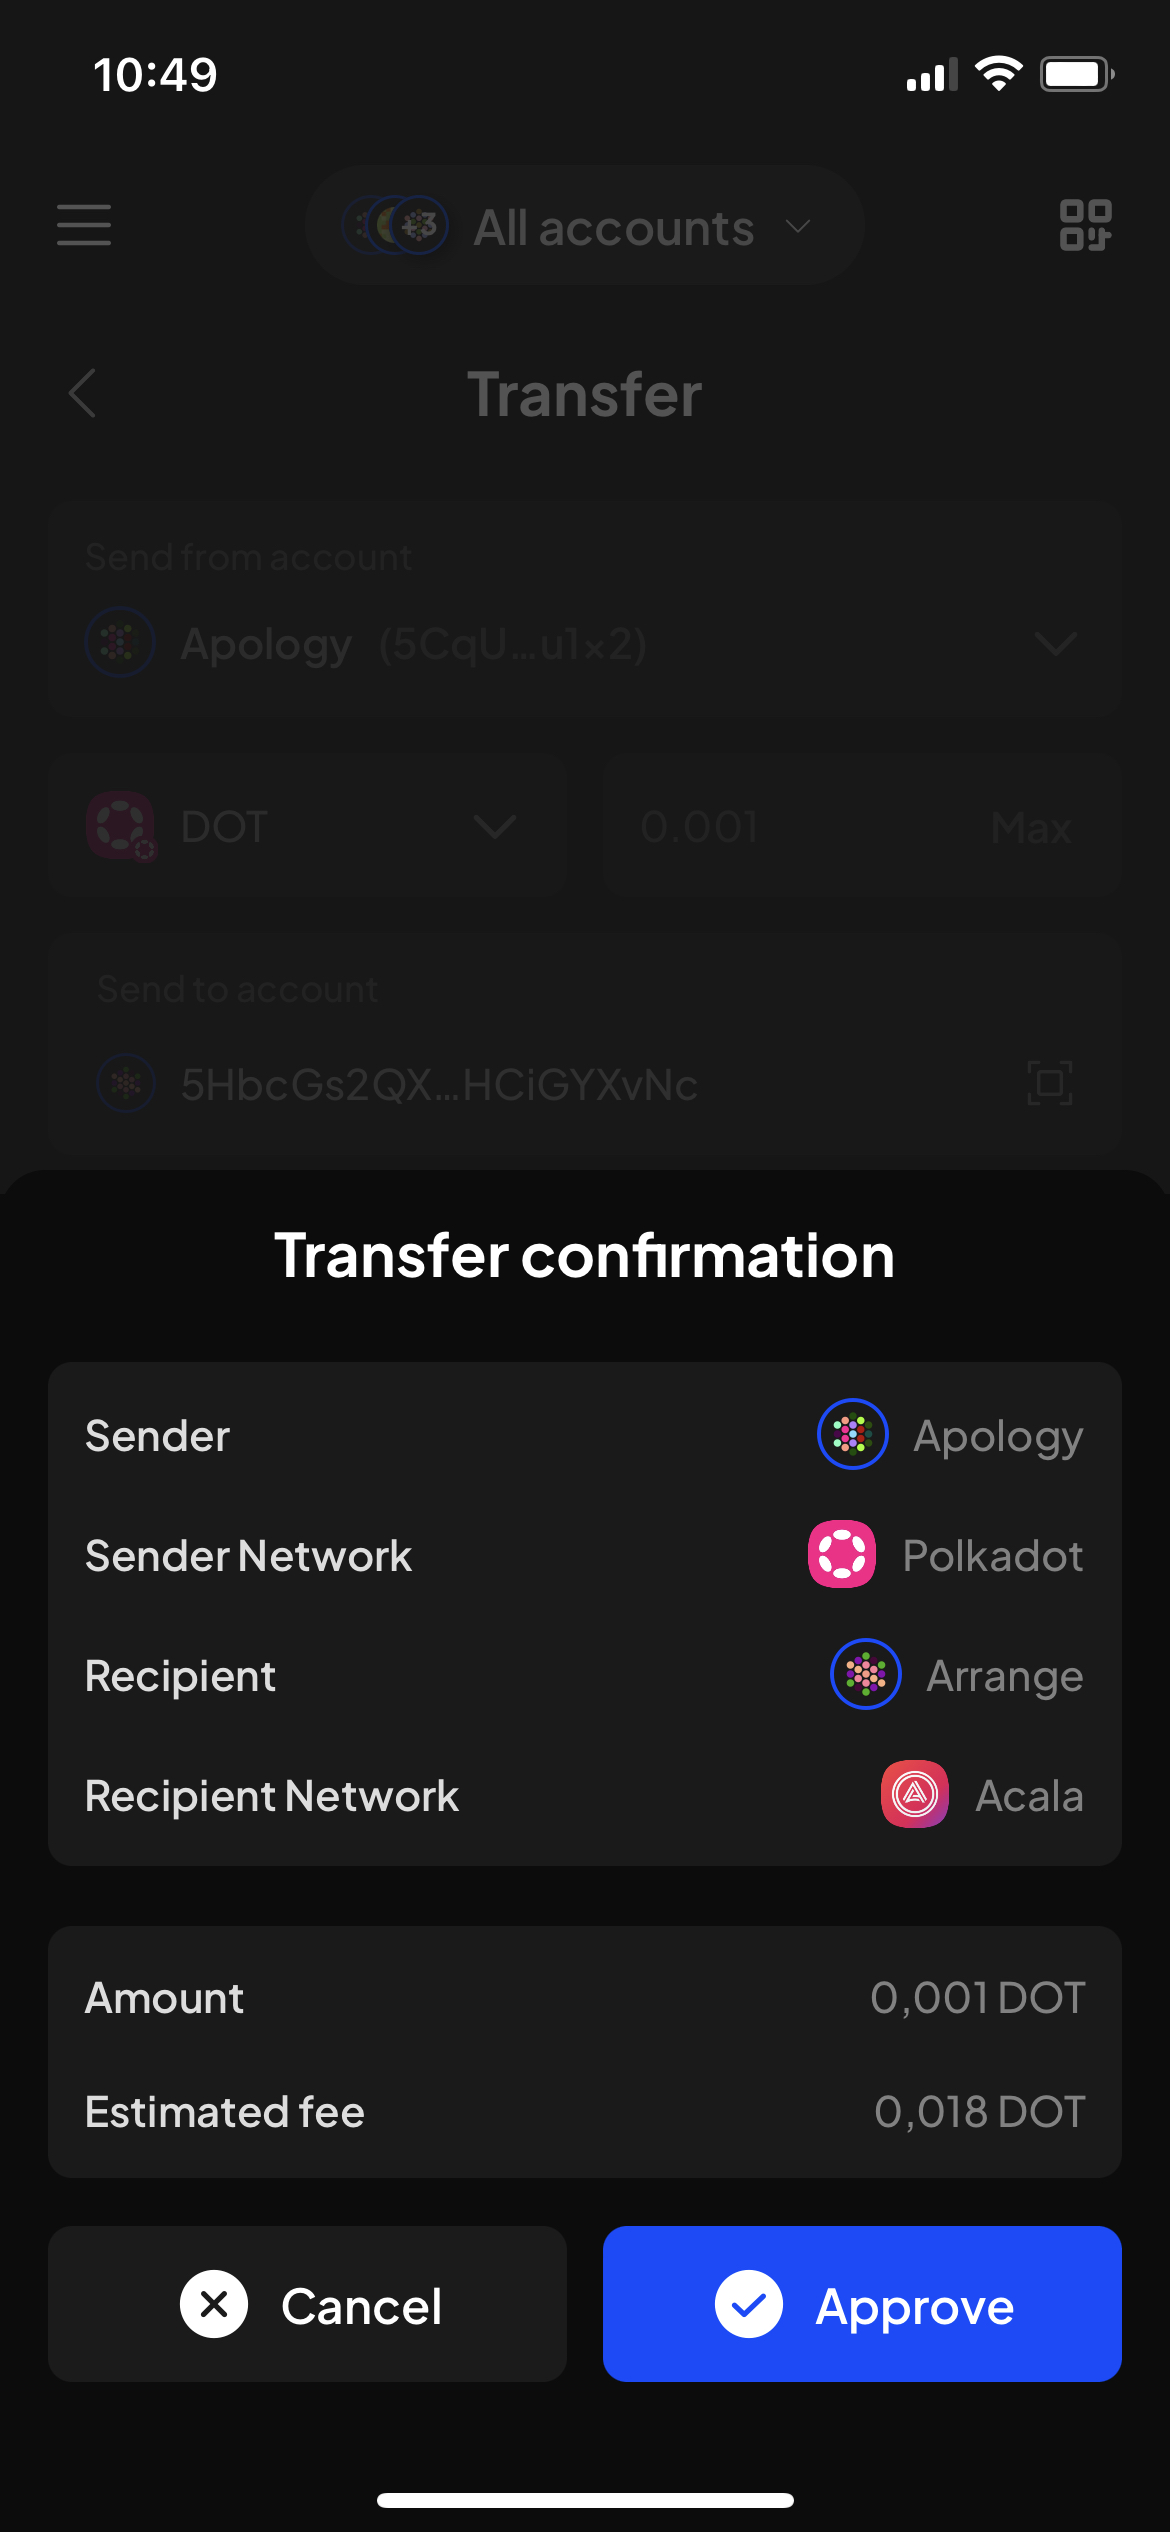 10:49
+3 All accounts
Transfer
Send from account
Apology (5CqU...u1x2)
DOT 0.001 Max
Send to account
5HbcGs2QX...HCiGYXvNc
Transfer confirmation
Sender Apology
Sender Network Polkadot
Recipient Arrange
Recipient Network Acala
Amount 0,001 DOT
Estimated fee 0,018 DOT
Cancel Approve